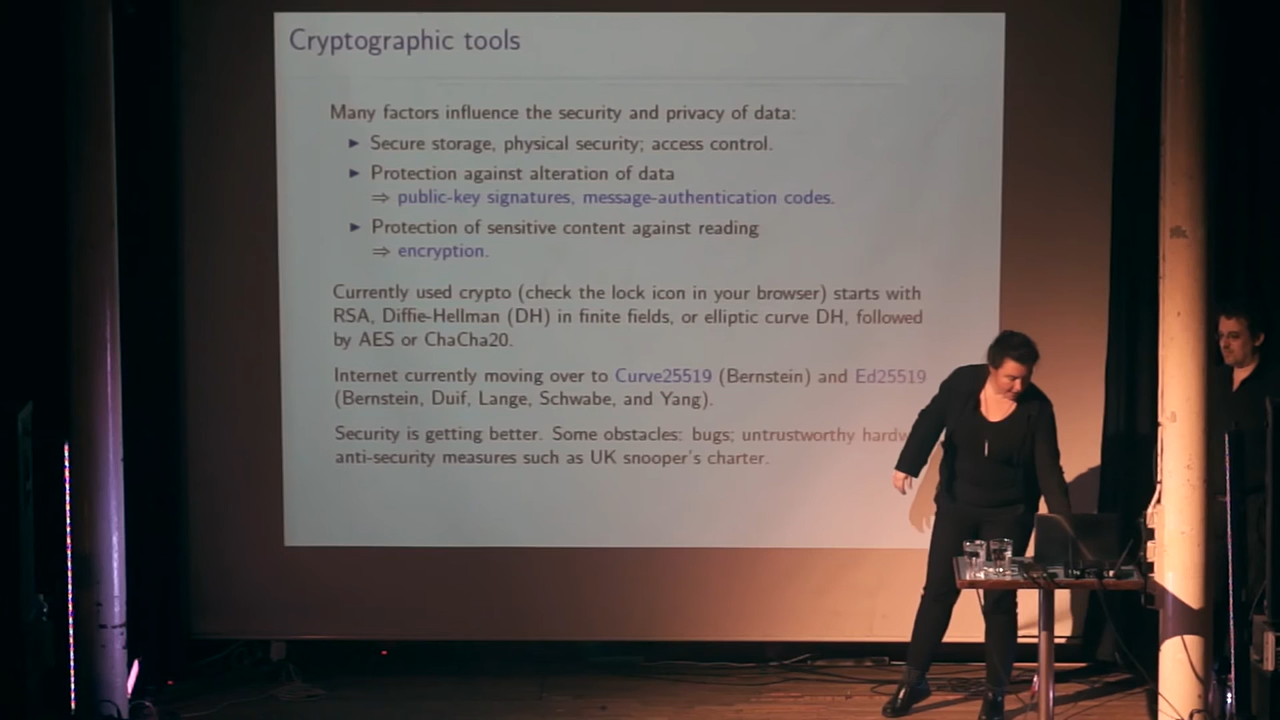 Cryptographic tools
Many factors influence the security and privacy of data:
▶ Secure storage, physical security; access control.
▶ Protection against alteration of data
⇒ public-key signatures, message-authentication codes.
▶ Protection of sensitive content against reading
⇒ encryption.
Currently used crypto (check the lock icon in your browser) starts with
RSA, Diffie-Hellman (DH) in finite fields, or elliptic curve DH, followed
by AES or ChaCha20.
Internet currently moving over to Curve25519 (Bernstein) and Ed25519
(Bernstein, Duif, Lange, Schwabe, and Yang).
Security is getting better. Some obstacles: bugs; untrustworthy
anti-security measures such as UK snooper's charter.